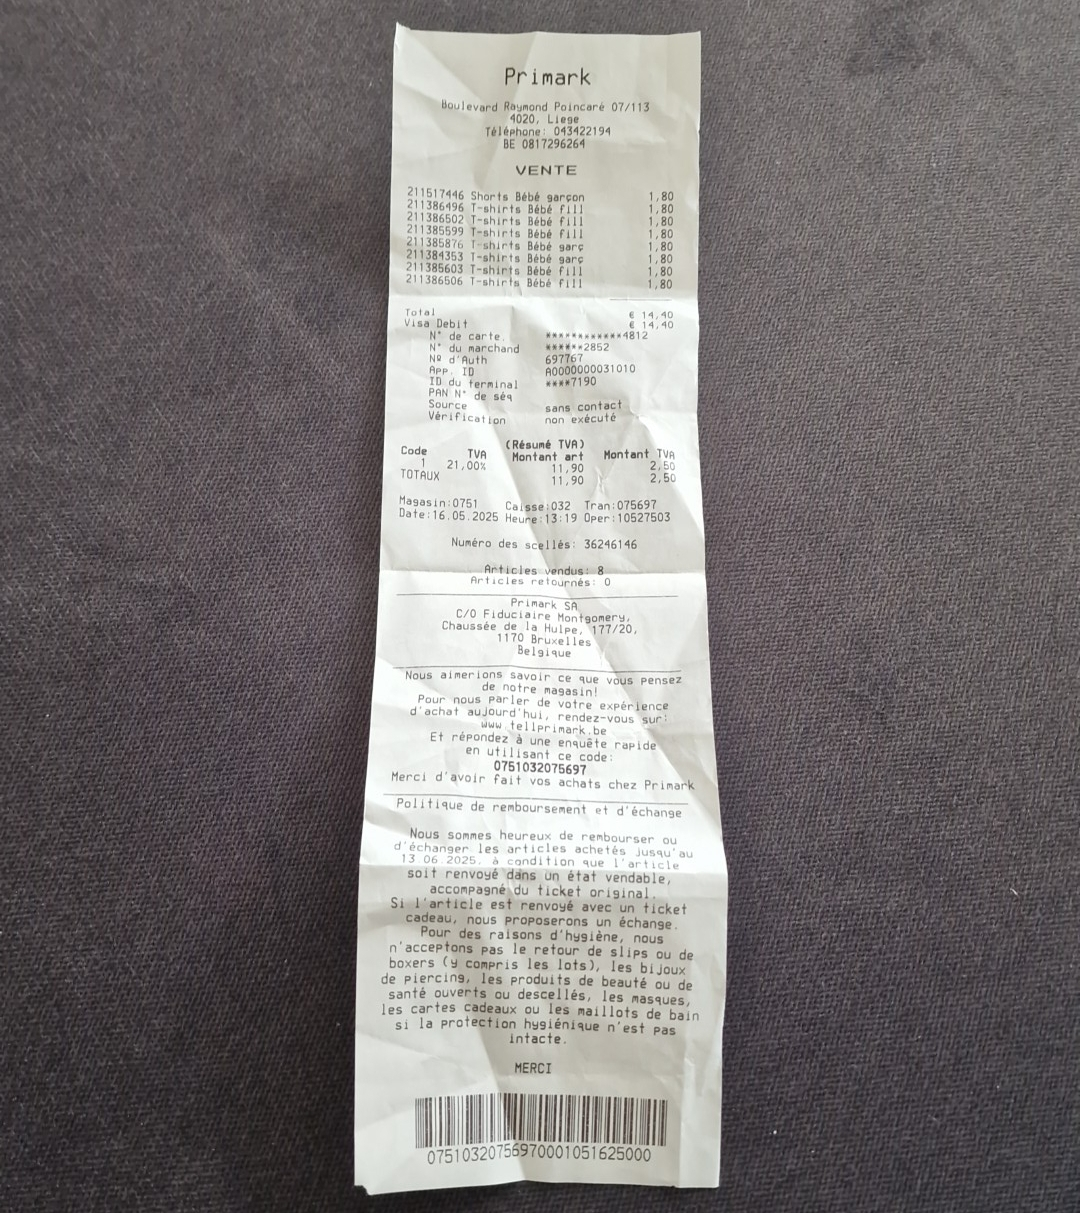 Primark
Boulevard Raymond Poincaré 07/113
4020, Liege
Téléphone: 043422194
BE 0817296264
VENTE
211517446 Shorts Bébé garçon 1,80
211386496 T-shirts Bébé fill 1,80
211386502 T-shirts Bébé fill 1,80
211385599 T-shirts Bébé fill 1,80
211385876 T-shirts Bébé garç 1,80
211384353 T-shirts Bébé garç 1,80
211385603 T-shirts Bébé fill 1,80
211386506 T-shirts Bébé fill 1,80
Total € 14,40
Visa Debit € 14,40
N° de carte. ************4812
N° du marchand ******2852
Nº d'Auth 697767
App. ID A0000000031010
ID du terminal ****7190
PAN N° de séq
Source sans contact
Vérification non exécuté
(Résumé TVA)
Code TVA Montant art Montant TVA
1 21,00% 11,90 2,50
TOTAUX 11,90 2,50
Magasin:0751 Caisse:032 Tran:075697
Date:16.05.2025 Heure:13:19 Oper:10527503
Numéro des scellés: 36246146
Articles vendus: 8
Articles retournés: 0
Primark SA
C/O Fiduciaire Montgomery,
Chaussée de la Hulpe, 177/20,
1170 Bruxelles
Belgique
Nous aimerions savoir ce que vous pensez
de notre magasin!
Pour nous parler de votre expérience
d'achat aujourd'hui, rendez-vous sur:
www.tellprimark.be
Et répondez à une enquête rapide
en utilisant ce code:
0751032075697
Merci d'avoir fait vos achats chez Primark
Politique de remboursement et d'échange
Nous sommes heureux de rembourser ou
d'échanger les articles achetés jusqu'au
13.06.2025, à condition que l'article
soit renvoyé dans un état vendable,
accompagné du ticket original.
Si l'article est renvoyé avec un ticket
cadeau, nous proposerons un échange.
Pour des raisons d'hygiène, nous
n'acceptons pas le retour de slips ou de
boxers (y compris les lots), les bijoux
de piercing, les produits de beauté ou de
santé ouverts ou descellés, les masques,
les cartes cadeaux ou les maillots de bain
si la protection hygiénique n'est pas
intacte.
MERCI
07510320756970001051625000